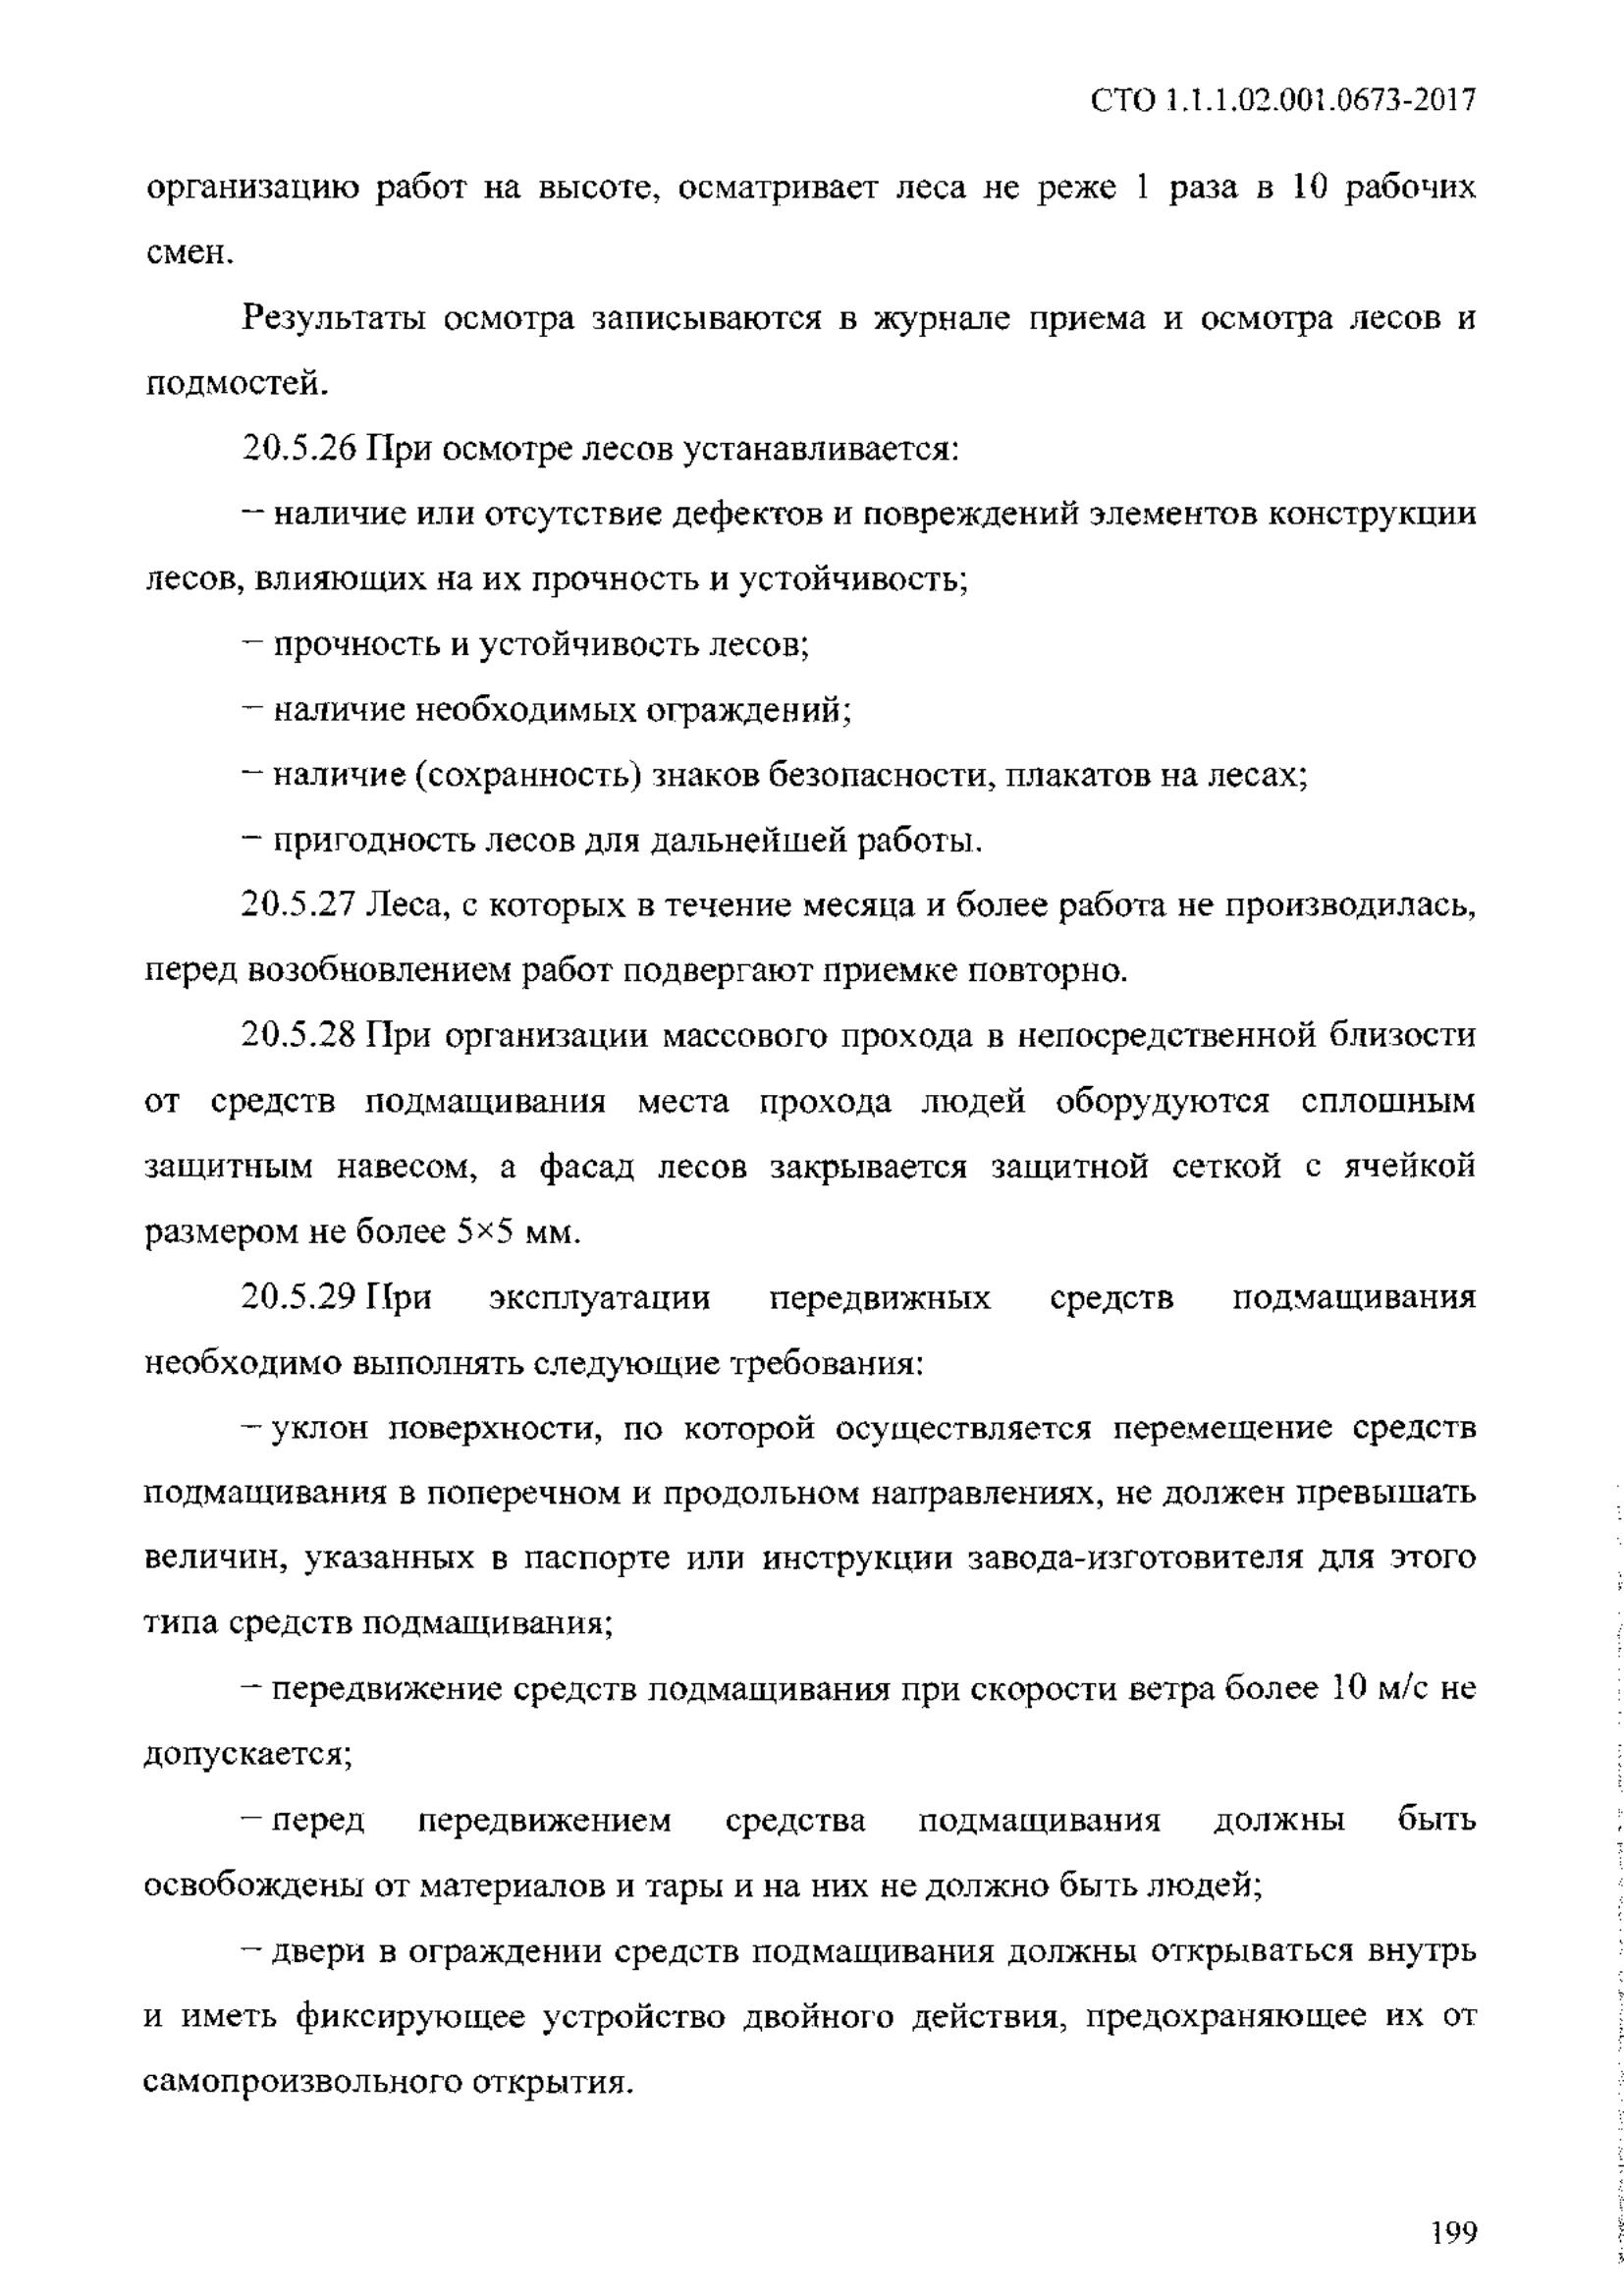 СТО 1.1.1.02.001.0673-2017
организацию работ на высоте, осматривает леса не реже 1 раза в 10 рабочих
смен.
Результаты осмотра записываются в журнале приема и осмотра лесов и
подмостей.
20.5.26 При осмотре лесов устанавливается:
– наличие или отсутствие дефектов и повреждений элементов конструкции
лесов, влияющих на их прочность и устойчивость;
– прочность и устойчивость лесов;
– наличие необходимых ограждений;
– наличие (сохранность) знаков безопасности, плакатов на лесах;
– пригодность лесов для дальнейшей работы.
20.5.27 Леса, с которых в течение месяца и более работа не производилась,
перед возобновлением работ подвергают приемке повторно.
20.5.28 При организации массового прохода в непосредственной близости
от средств подмащивания места прохода людей оборудуются сплошным
защитным навесом, а фасад лесов закрывается защитной сеткой с ячейкой
размером не более 5×5 мм.
20.5.29 При эксплуатации передвижных средств подмащивания
необходимо выполнять следующие требования:
– уклон поверхности, по которой осуществляется перемещение средств
подмащивания в поперечном и продольном направлениях, не должен превышать
величин, указанных в паспорте или инструкции завода-изготовителя для этого
типа средств подмащивания;
– передвижение средств подмащивания при скорости ветра более 10 м/с не
допускается;
– перед передвижением средства подмащивания должны быть
освобождены от материалов и тары и на них не должно быть людей;
– двери в ограждении средств подмащивания должны открываться внутрь
и иметь фиксирующее устройство двойного действия, предохраняющее их от
самопроизвольного открытия.
199